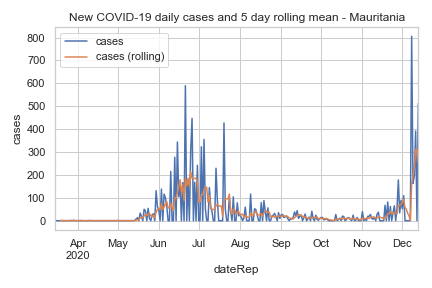 New COVID-19 daily cases and 5 day rolling mean - Mauritania
cases
cases (rolling)
800
700
600
500
400
300
200
100
0
cases
Apr May Jun Jul Aug Sep Oct Nov Dec
2020
dateRep